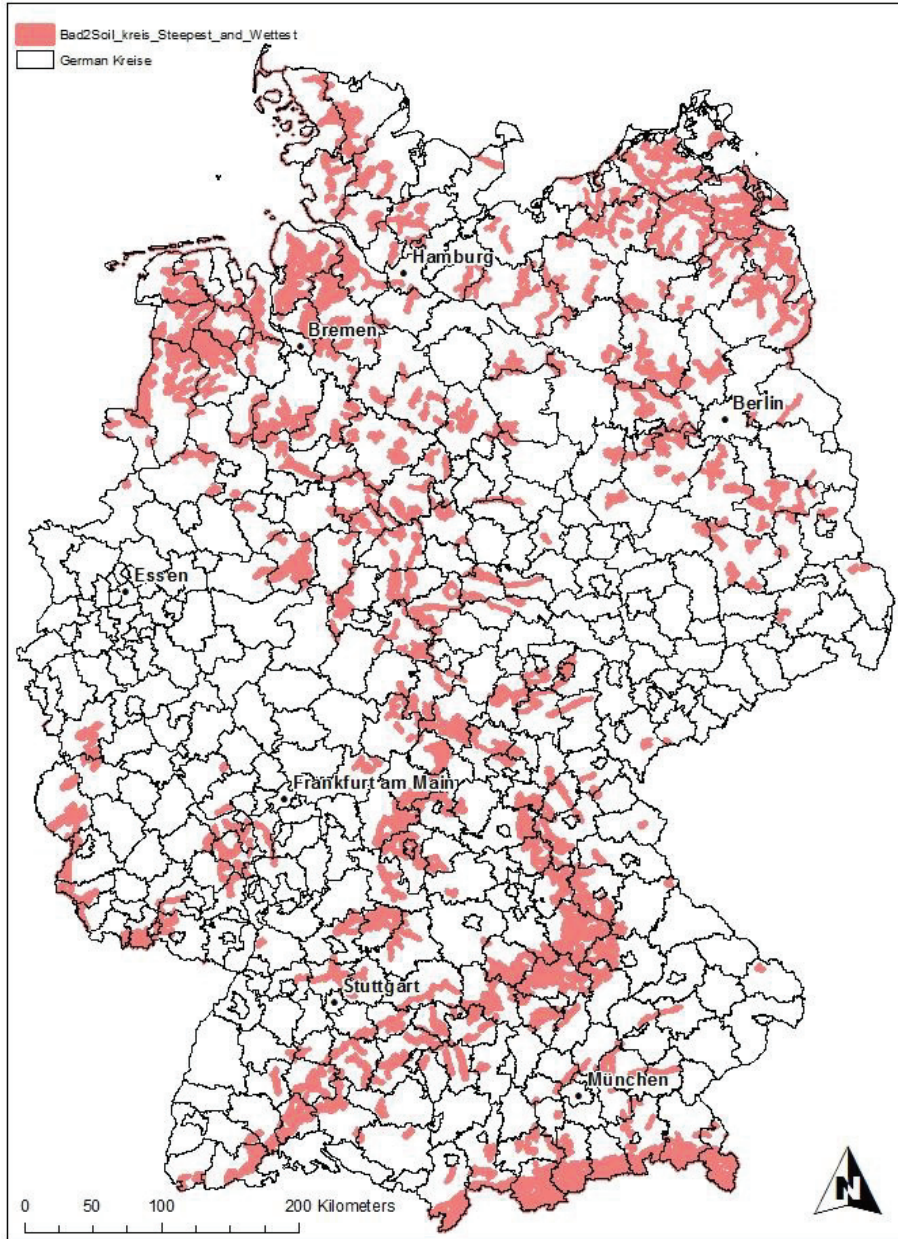 Bad2Soil_kreis_Steepest_and_Wettest
German Kreise
Hamburg
Bremen
Berlin
Essen
Frankfurt am Main
Stuttgart
München
N
0 50 100 200 Kilometers